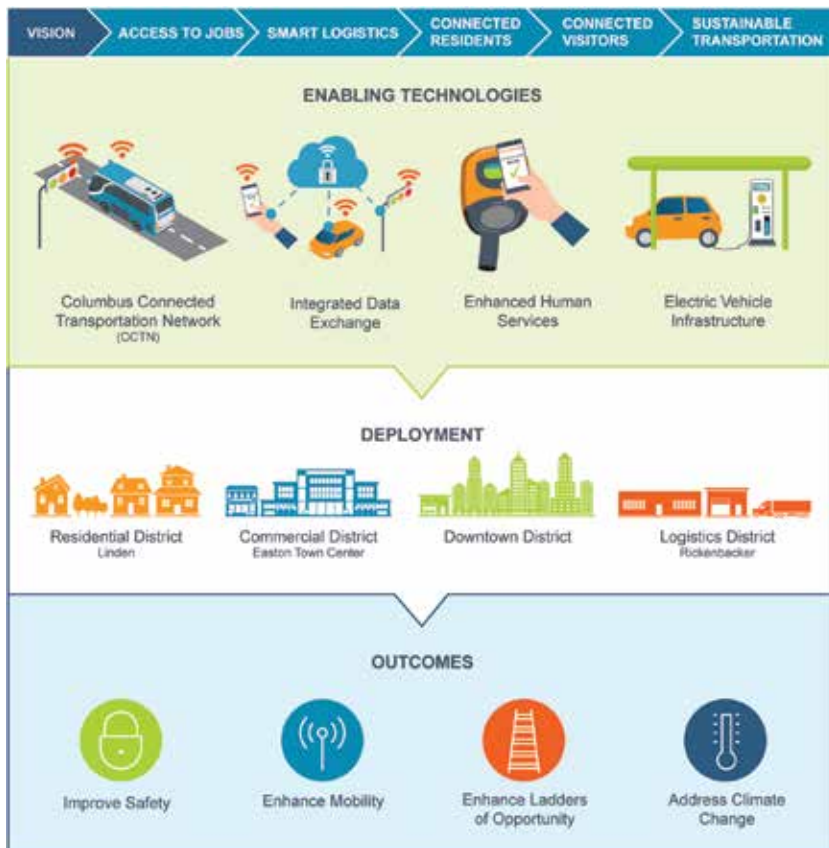 VISION
ACCESS TO JOBS
SMART LOGISTICS
CONNECTED
RESIDENTS
CONNECTED
VISITORS
SUSTAINABLE
TRANSPORTATION
ENABLING TECHNOLOGIES
Columbus Connected
Transportation Network
(CCTN)
Integrated Data
Exchange
Enhanced Human
Services
Electric Vehicle
Infrastructure
DEPLOYMENT
Residential District
Linden
Commercial District
Easton Town Center
Downtown District
Logistics District
Rickenbacker
OUTCOMES
Improve Safety
Enhance Mobility
Enhance Ladders
of Opportunity
Address Climate
Change